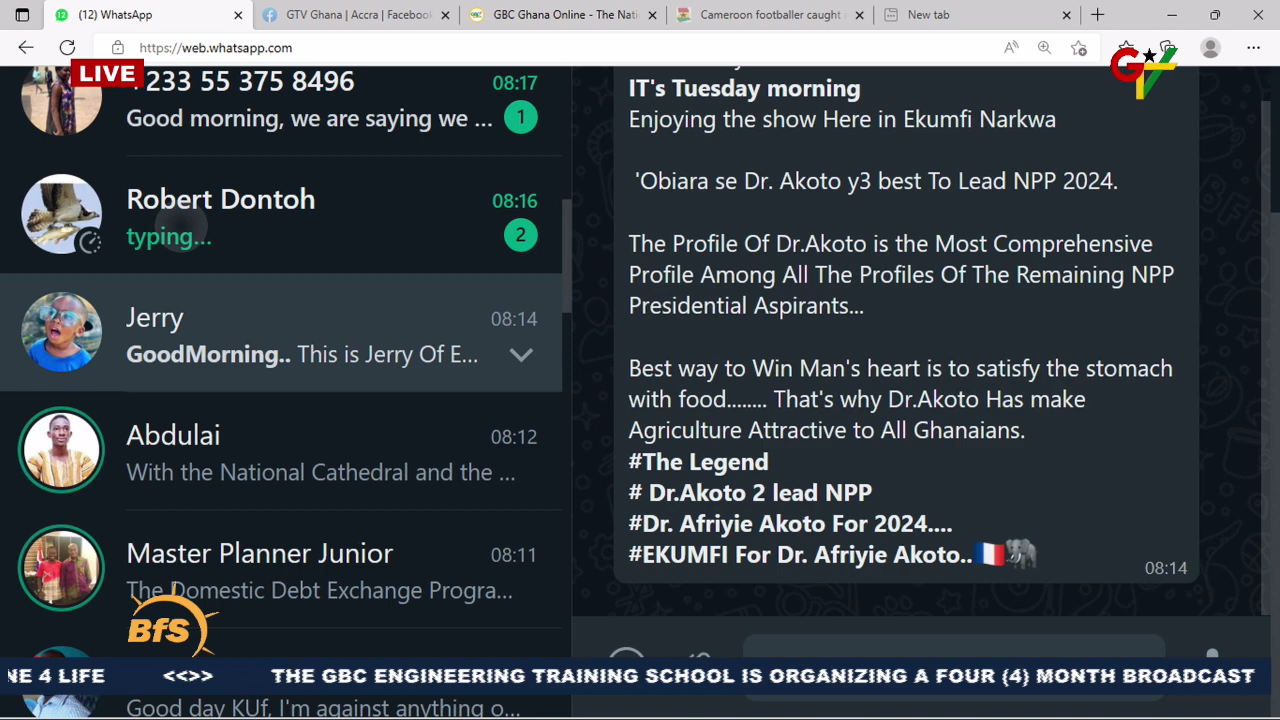 (12) WhatsApp
GTV Ghana | Accra | Facebook
GBC Ghana Online - The Nati
Cameroon footballer caught
New tab
https://web.whatsapp.com
LIVE
GTV
+233 55 375 8496
08:17
Good morning, we are saying we ...
1
Robert Dontoh
08:16
typing...
2
Jerry
08:14
GoodMorning.. This is Jerry Of E...
Abdulai
08:12
With the National Cathedral and the ...
Master Planner Junior
08:11
The Domestic Debt Exchange Progra...
Good day KUf, I'm against anything o...
IT's Tuesday morning
Enjoying the show Here in Ekumfi Narkwa
'Obiara se Dr. Akoto y3 best To Lead NPP 2024.
The Profile Of Dr.Akoto is the Most Comprehensive
Profile Among All The Profiles Of The Remaining NPP
Presidential Aspirants...
Best way to Win Man's heart is to satisfy the stomach
with food........ That's why Dr.Akoto Has make
Agriculture Attractive to All Ghanaians.
#The Legend
# Dr.Akoto 2 lead NPP
#Dr. Afriyie Akoto For 2024....
#EKUMFI For Dr. Afriyie Akoto..🇫🇷🐘
08:14
BfS
NE 4 LIFE <<>> THE GBC ENGINEERING TRAINING SCHOOL IS ORGANIZING A FOUR {4} MONTH BROADCAST